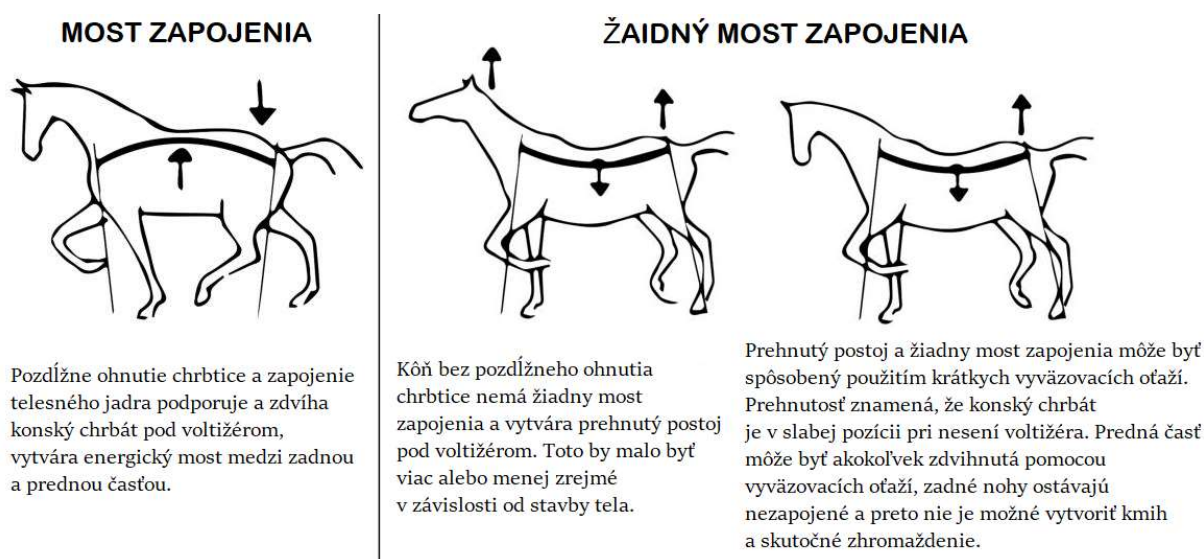 MOST ZAPOJENIA
ŽAIDNÝ MOST ZAPOJENIA
Pozdĺžne ohnutie chrbtice a zapojenie
telesného jadra podporuje a zdvíha
konský chrbát pod voltižérom,
vytvára energický most medzi zadnou
a prednou časťou.
Kôň bez pozdĺžneho ohnutia
chrbtice nemá žiadny most
zapojenia a vytvára prehnutý postoj
pod voltižérom. Toto by malo byť
viac alebo menej zrejmé
v závislosti od stavby tela.
Prehnutý postoj a žiadny most zapojenia môže byť
spôsobený použitím krátkych vyväzovacích oťaží.
Prehnutosť znamená, že konský chrbát
je v slabej pozícii pri nesení voltižéra. Predná časť
môže byť akokoľvek zdvihnutá pomocou
vyväzovacích oťaží, zadné nohy ostávajú
nezapojené a preto nie je možné vytvoriť kmih
a skutočné zhromaždenie.